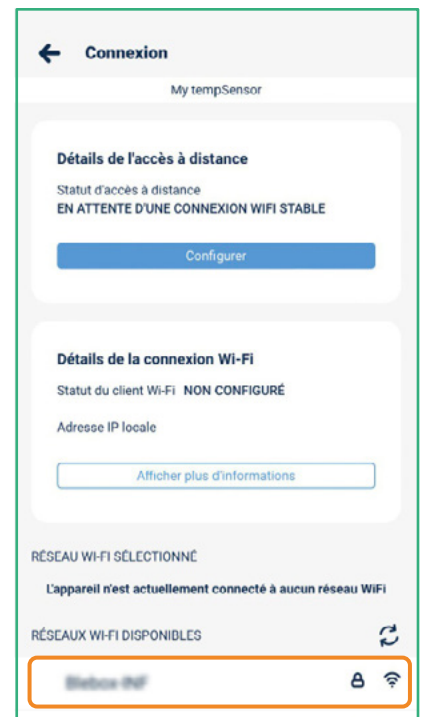 Connexion
My tempSensor
Détails de l'accès à distance
Statut d'accès à distance
EN ATTENTE D'UNE CONNEXION WIFI STABLE
Configurer
Détails de la connexion Wi-Fi
Statut du client Wi-Fi NON CONFIGURÉ
Adresse IP locale
Afficher plus d'informations
RÉSEAU WI-FI SÉLECTIONNÉ
L'appareil n'est actuellement connecté à aucun réseau WiFi
RÉSEAUX WI-FI DISPONIBLES